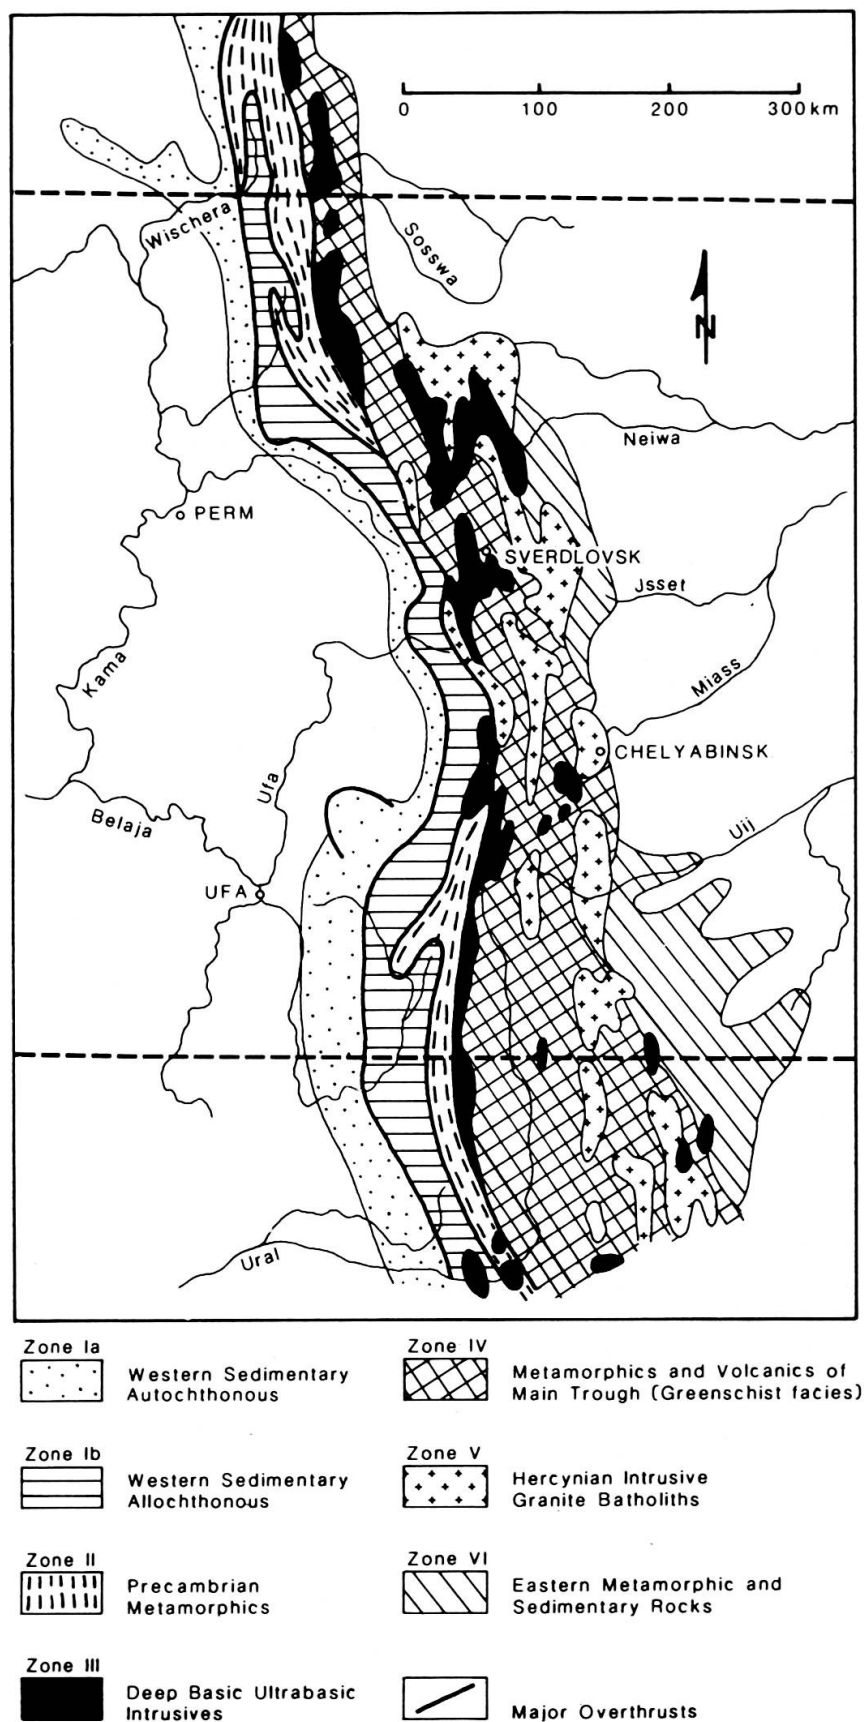 0 100 200 300km
Wischera
Sosswa
N
Neiwa
PERM
SVERDLOVSK
Jsset
Kama
Miass
Ufa
CHELYABINSK
Belaja
Uij
UFA
Ural
Zone Ia
Western Sedimentary
Autochthonous
Zone Ib
Western Sedimentary
Allochthonous
Zone II
Precambrian
Metamorphics
Zone III
Deep Basic Ultrabasic
Intrusives
Zone IV
Metamorphics and Volcanics of
Main Trough (Greenschist facies)
Zone V
Hercynian Intrusive
Granite Batholiths
Zone VI
Eastern Metamorphic and
Sedimentary Rocks
Major Overthrusts